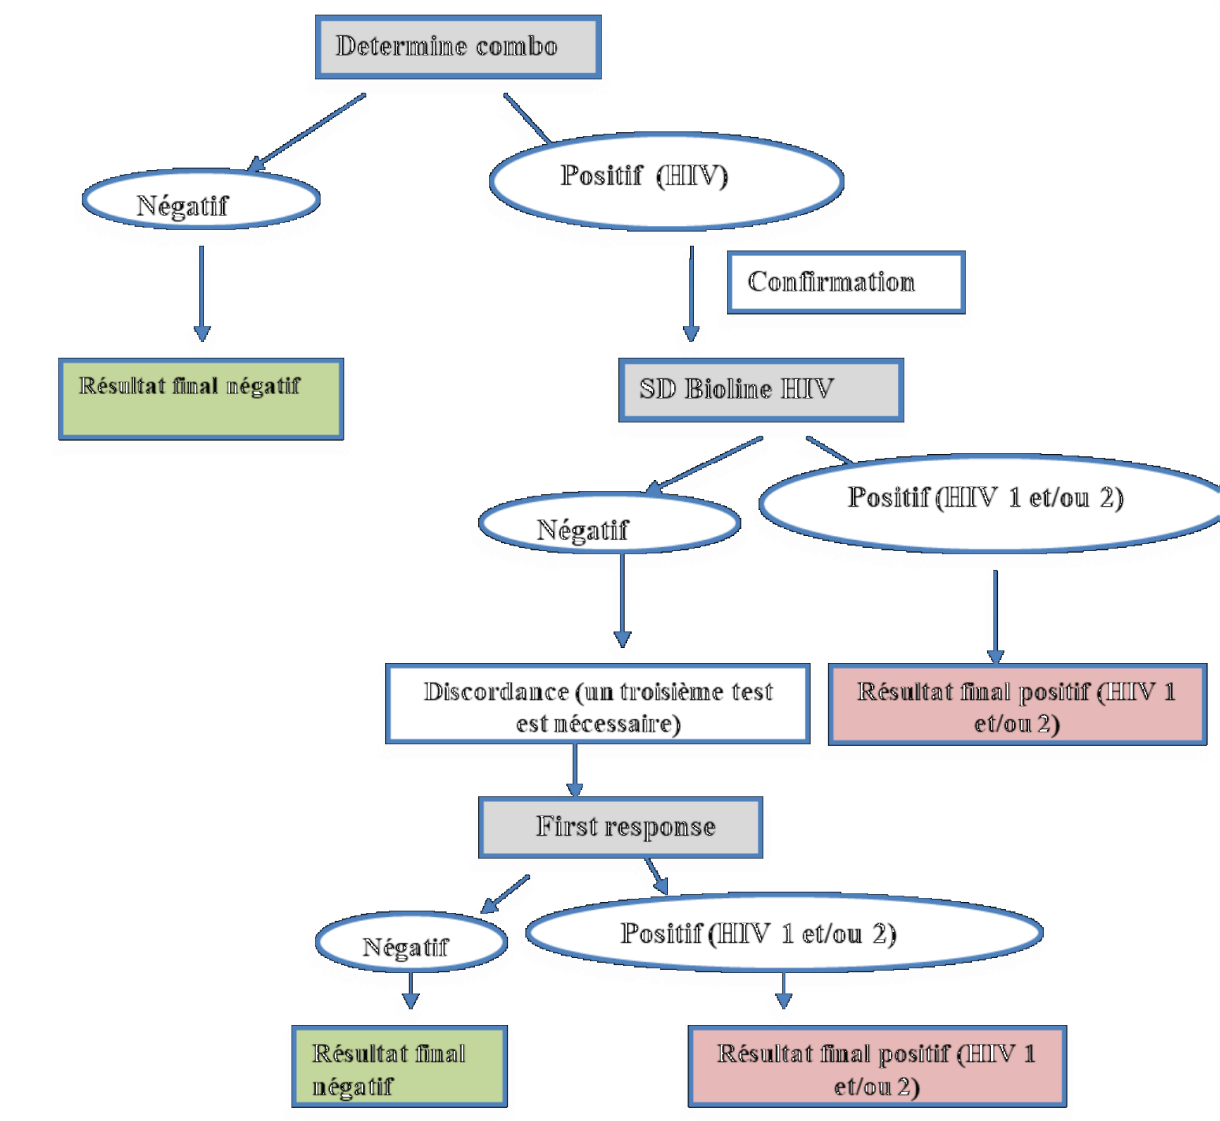 Determine combo
Négatif
Positif (HIV)
Confirmation
Résultat final négatif
SD Bioline HIV
Négatif
Positif (HIV 1 et/ou 2)
Discordance (un troisième test
est nécessaire)
Résultat final positif (HIV 1
et/ou 2)
First response
Négatif
Positif (HIV 1 et/ou 2)
Résultat final
négatif
Résultat final positif (HIV 1
et/ou 2)